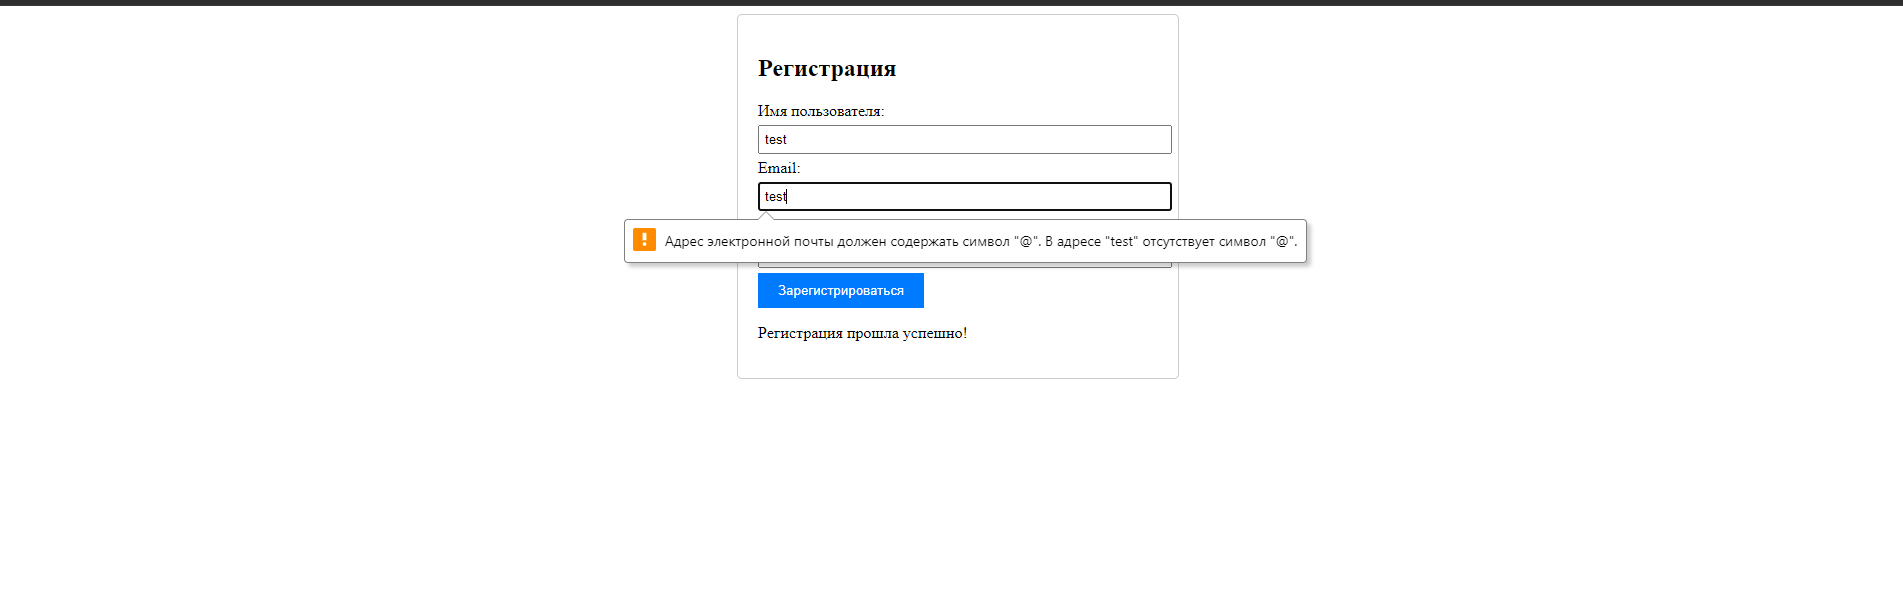 Регистрация
Имя пользователя:
test
Email:
test
Адрес электронной почты должен содержать символ "@". В адресе "test" отсутствует символ "@".
Зарегистрироваться
Регистрация прошла успешно!